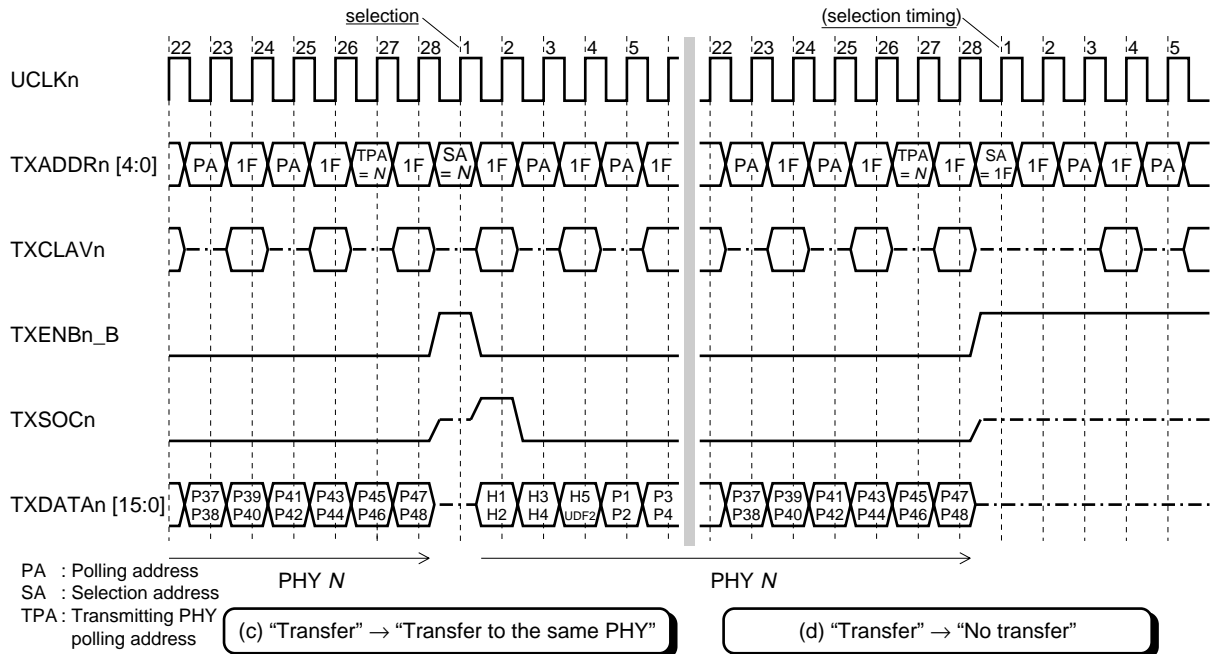 selection
(selection timing)
22 23 24 25 26 27 28 1 2 3 4 5
22 23 24 25 26 27 28 1 2 3 4 5
UCLKn
TXADDRn [4:0]
PA 1F PA 1F TPA = N 1F SA = N 1F PA 1F PA 1F
PA 1F PA 1F TPA = N 1F SA = 1F 1F PA 1F PA
TXCLAVn
TXENBn_B
TXSOCn
TXDATAn [15:0]
P37 P39 P41 P43 P45 P47 H1 H3 H5 P1 P3
P38 P40 P42 P44 P46 P48 H2 H4 UDF2 P2 P4
P37 P39 P41 P43 P45 P47
P38 P40 P42 P44 P46 P48
PHY N
PHY N
PA : Polling address
SA : Selection address
TPA : Transmitting PHY
polling address
(c) “Transfer” → “Transfer to the same PHY”
(d) “Transfer” → “No transfer”